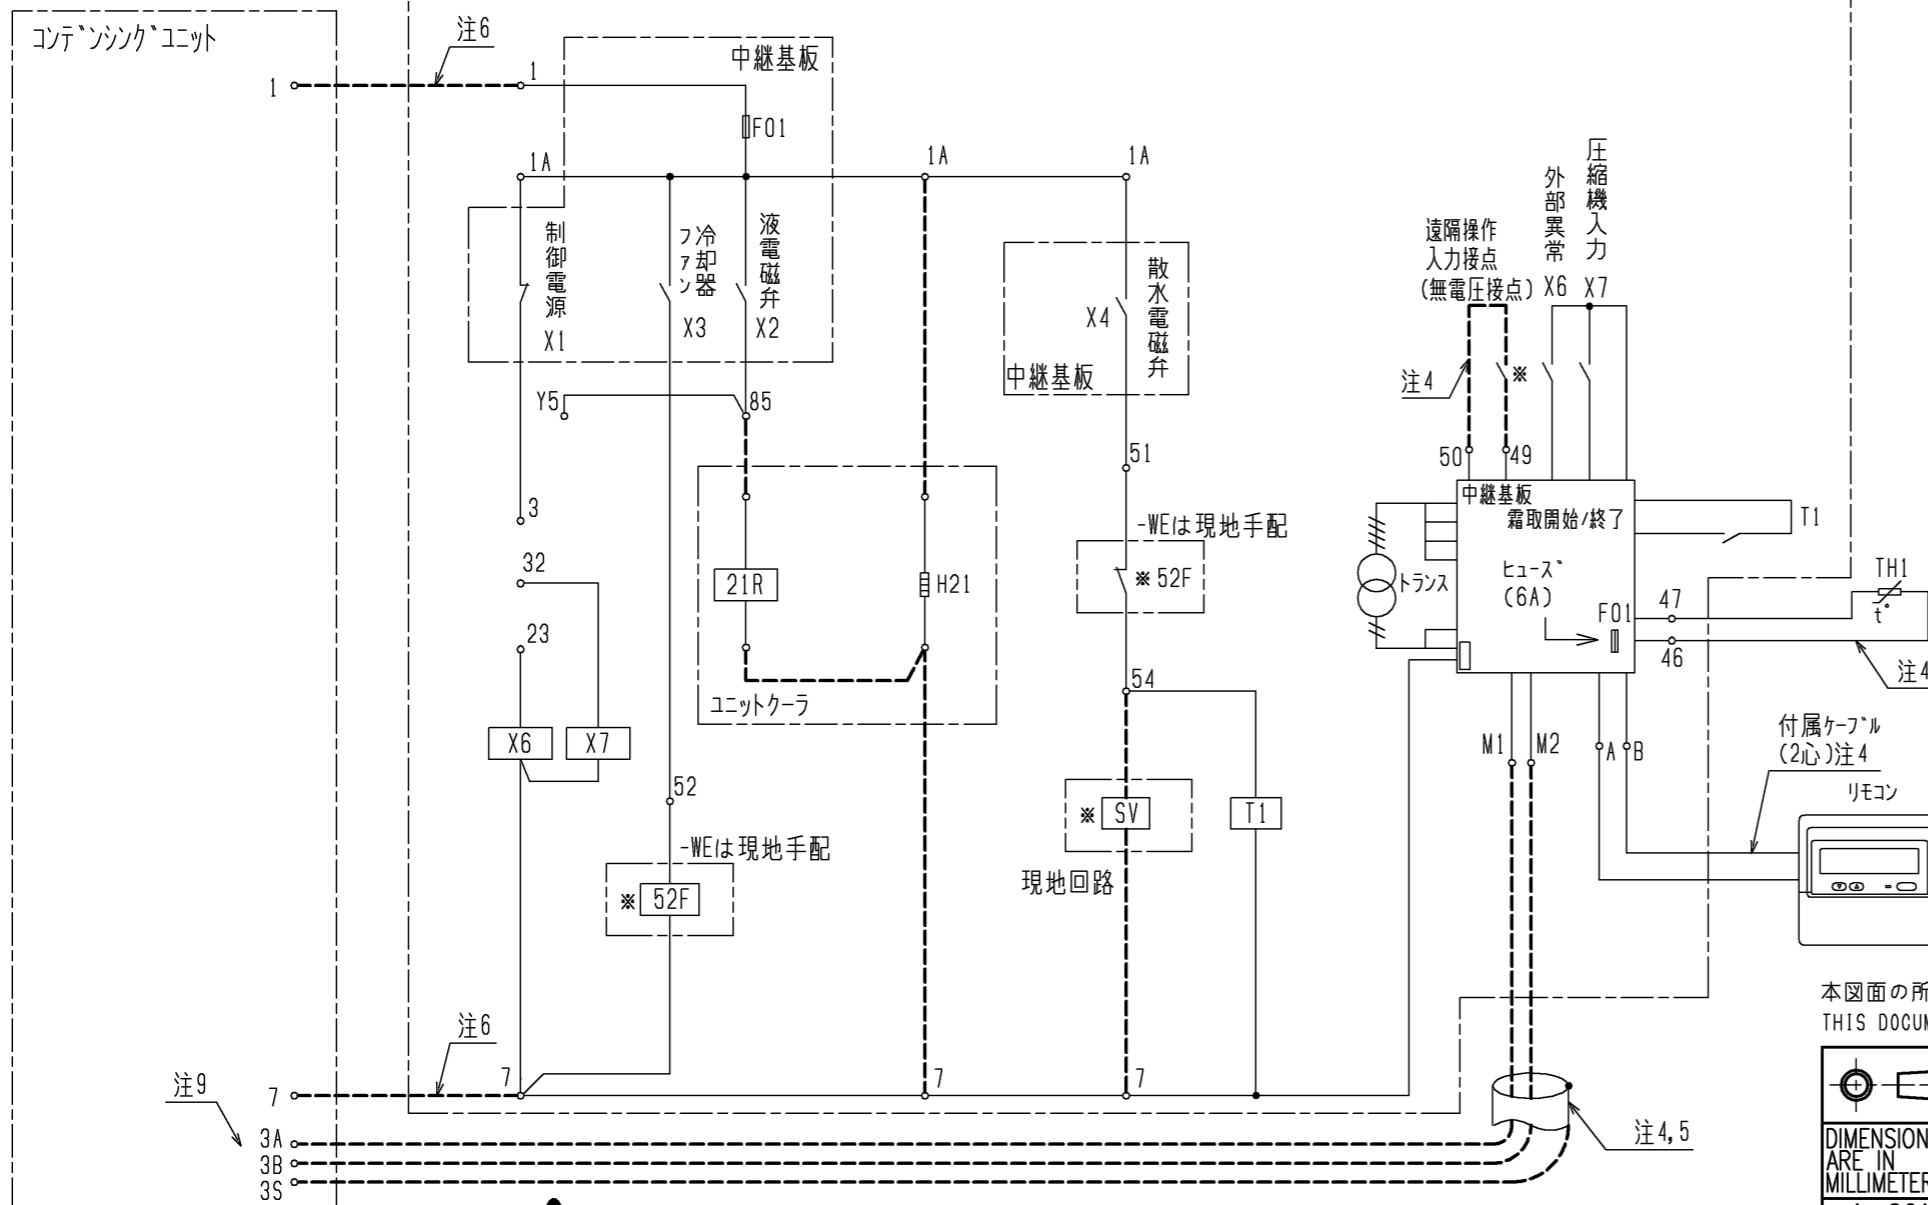 コンデンシングユニット
注6
1
1
中継基板
F01
1A
1A
1A
制御電源
X1
冷却器
ファン
X3
液電磁弁
X2
散水電磁弁
X4
中継基板
遠隔操作
入力接点
(無電圧接点)
外部異常
X6
圧縮機入力
X7
注4
※
Y5
85
50
49
51
3
中継基板
霜取開始/終了
T1
-WEは現地手配
32
21R
H21
※52F
トランス
ヒューズ
(6A)
F01
47
TH1
t°
23
46
注4
54
ユニットクーラ
X6
X7
M1
M2
A
B
付属ケーブル
(2心)注4
リモコン
52
※
SV
T1
-WEは現地手配
※
52F
現地回路
本図面の所
THIS DOCUM
注6
7
7
7
注9
7
3A
3B
3S
注4,5
DIMENSION
ARE IN
MILLIMETER